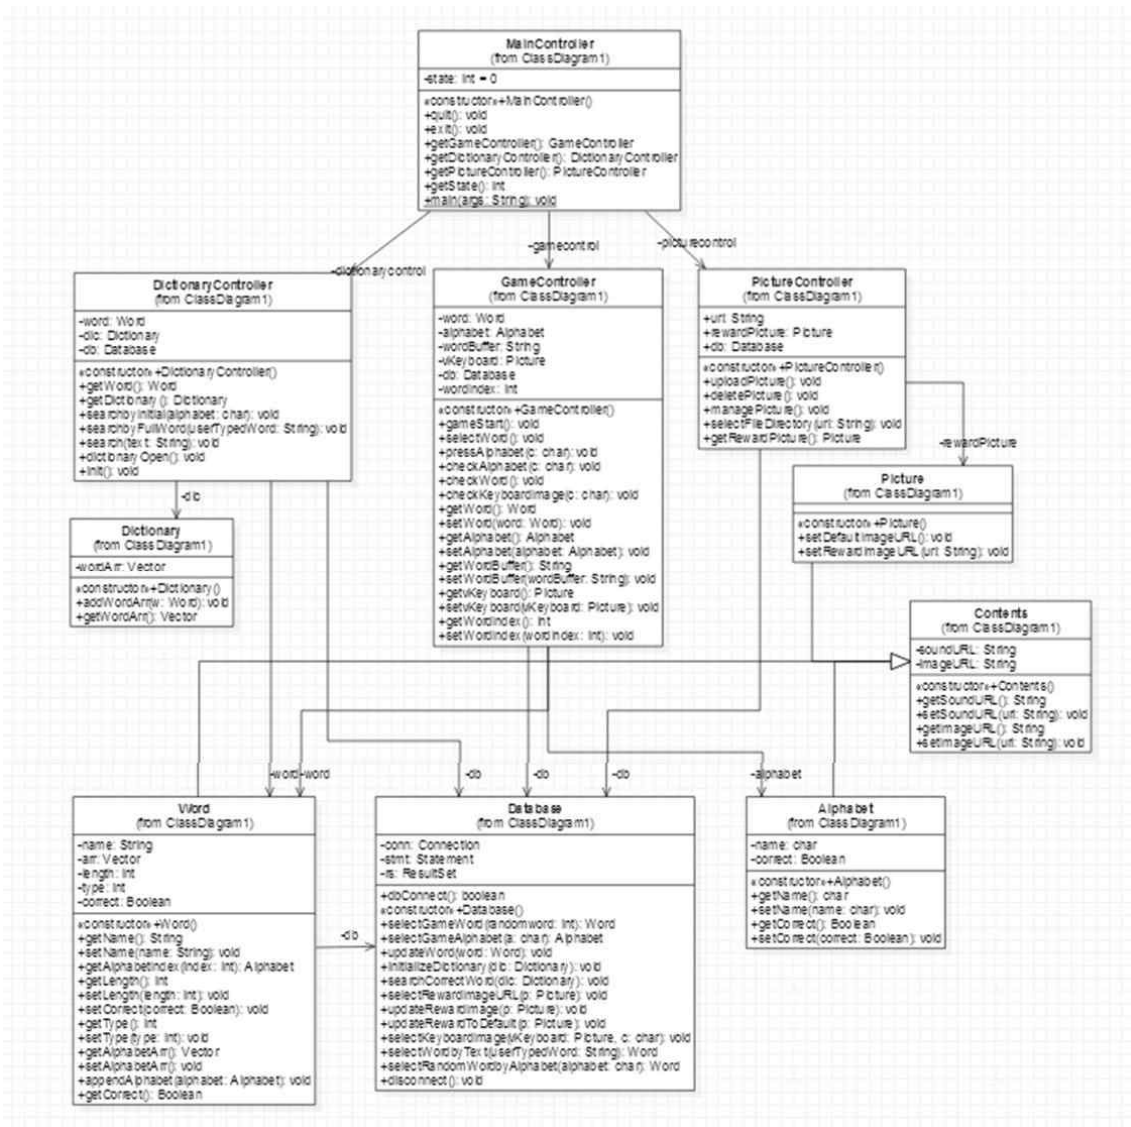 MainController
(from ClassDiagram1)
-state: int = 0
«constructor»+MainController()
+quit(): void
+exit(): void
+getGameController(): GameController
+getDictionaryController(): DictionaryController
+getPictureController(): PictureController
+getState(): int
+main(args: String): void
-dictionarycontrol
-gamecontrol
-picturecontrol
DictionaryController
(from ClassDiagram1)
-word: Word
-dic: Dictionary
-db: Database
«constructor»+DictionaryController()
+getWord(): Word
+getDictionary(): Dictionary
+searchbyInitial(alphabet: char): void
+searchbyFullWord(userTypedWord: String): void
+search(text: String): void
+dictionaryOpen(): void
+init(): void
GameController
(from ClassDiagram1)
-word: Word
-alphabet: Alphabet
-wordBuffer: String
-vKeyboard: Picture
-db: Database
-wordIndex: int
«constructor»+GameController()
+gameStart(): void
+selectWord(): void
+pressAlphabet(c: char): void
+checkAlphabet(c: char): void
+checkWord(): void
+checkKeyboardImage(c: char): void
+getWord(): Word
+setWord(word: Word): void
+getAlphabet(): Alphabet
+setAlphabet(alphabet: Alphabet): void
+getWordBuffer(): String
+setWordBuffer(wordBuffer: String): void
+getvKeyboard(): Picture
+setvKeyboard(vKeyboard: Picture): void
+getWordIndex(): int
+setWordIndex(wordIndex: int): void
PictureController
(from ClassDiagram1)
+url: String
+rewardPicture: Picture
+db: Database
«constructor»+PictureController()
+uploadPicture(): void
+deletePicture(): void
+managePicture(): void
+selectFileDirectory(url: String): void
+getRewardPicture(): Picture
-rewardPicture
Picture
(from ClassDiagram1)
«constructor»+Picture()
+setDefaultImageURL(): void
+setRewardImageURL(url: String): void
-dic
Dictionary
(from ClassDiagram1)
-wordArr: Vector
«constructor»+Dictionary()
+addWordArr(w: Word): void
+getWordArr(): Vector
Contents
(from ClassDiagram1)
-soundURL: String
-imageURL: String
«constructor»+Contents()
+getSoundURL(): String
+setSoundURL(url: String): void
+getImageURL(): String
+setImageURL(url: String): void
-word
-word
-db
-db
-db
-alphabet
Word
(from ClassDiagram1)
-name: String
-arr: Vector
-length: int
-type: int
-correct: Boolean
«constructor»+Word()
+getName(): String
+setName(name: String): void
+getAlphabetIndex(index: int): Alphabet
+getLength(): int
+setLength(length: int): void
+setCorrect(correct: Boolean): void
+getType(): int
+setType(type: int): void
+getAlphabetArr(): Vector
+setAlphabetArr(): void
+appendAlphabet(alphabet: Alphabet): void
+getCorrect(): Boolean
-db
Database
(from ClassDiagram1)
-conn: Connection
-stmt: Statement
-rs: ResultSet
+dbConnect(): boolean
«constructor»+Database()
+selectGameWord(randomword: int): Word
+selectGameAlphabet(a: char): Alphabet
+updateWord(word: Word): void
+initializeDictionary(dic: Dictionary): void
+searchCorrectWord(dic: Dictionary): void
+selectRewardImageURL(p: Picture): void
+updateRewardImage(p: Picture): void
+updateRewardToDefault(p: Picture): void
+selectKeyboardImage(vKeyboard: Picture, c: char): void
+selectWordbyText(userTypedWord: String): Word
+selectRandomWordbyAlphabet(alphabet: char): Word
+disconnect(): void
Alphabet
(from ClassDiagram1)
-name: char
-correct: Boolean
«constructor»+Alphabet()
+getName(): char
+setName(name: char): void
+getCorrect(): Boolean
+setCorrect(correct: Boolean): void